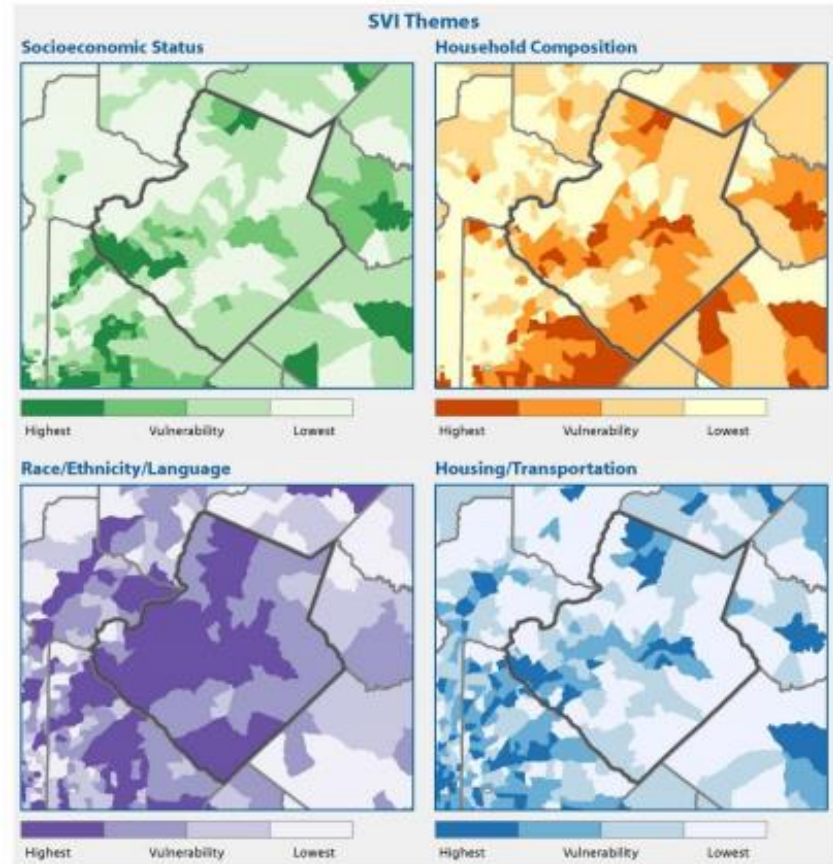 SVI Themes
Socioeconomic Status
Household Composition
Highest Vulnerability Lowest
Highest Vulnerability Lowest
Race/Ethnicity/Language
Housing/Transportation
Highest Vulnerability Lowest
Highest Vulnerability Lowest